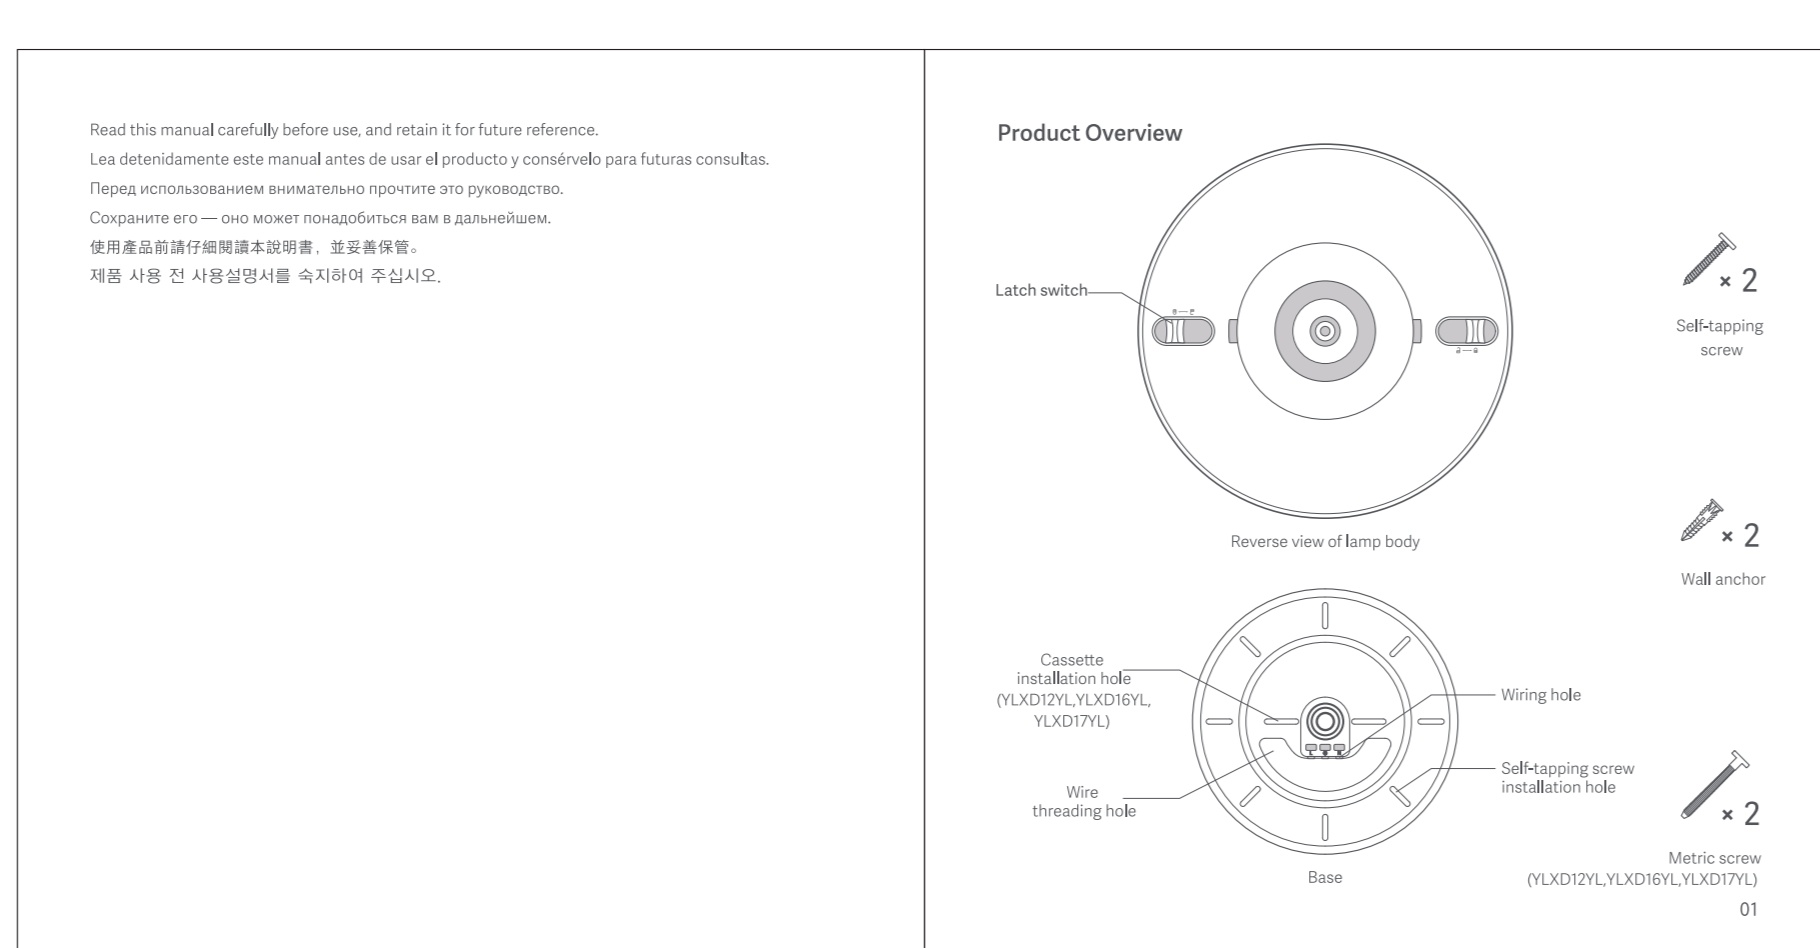 Read this manual carefully before use, and retain it for future reference.
Lea detenidamente este manual antes de usar el producto y consérvelo para futuras consultas.
Перед использованием внимательно прочтите это руководство.
Сохраните его — оно может понадобиться вам в дальнейшем.
使用產品前請仔細閱讀本說明書，並妥善保管。
제품 사용 전 사용설명서를 숙지하여 주십시오.
Product Overview
Latch switch
Reverse view of lamp body
× 2
Self-tapping
screw
× 2
Wall anchor
Cassette
installation hole
(YLXD12YL,YLXD16YL,
YLXD17YL)
Wire
threading hole
Wiring hole
Self-tapping screw
installation hole
Base
× 2
Metric screw
(YLXD12YL,YLXD16YL,YLXD17YL)
01